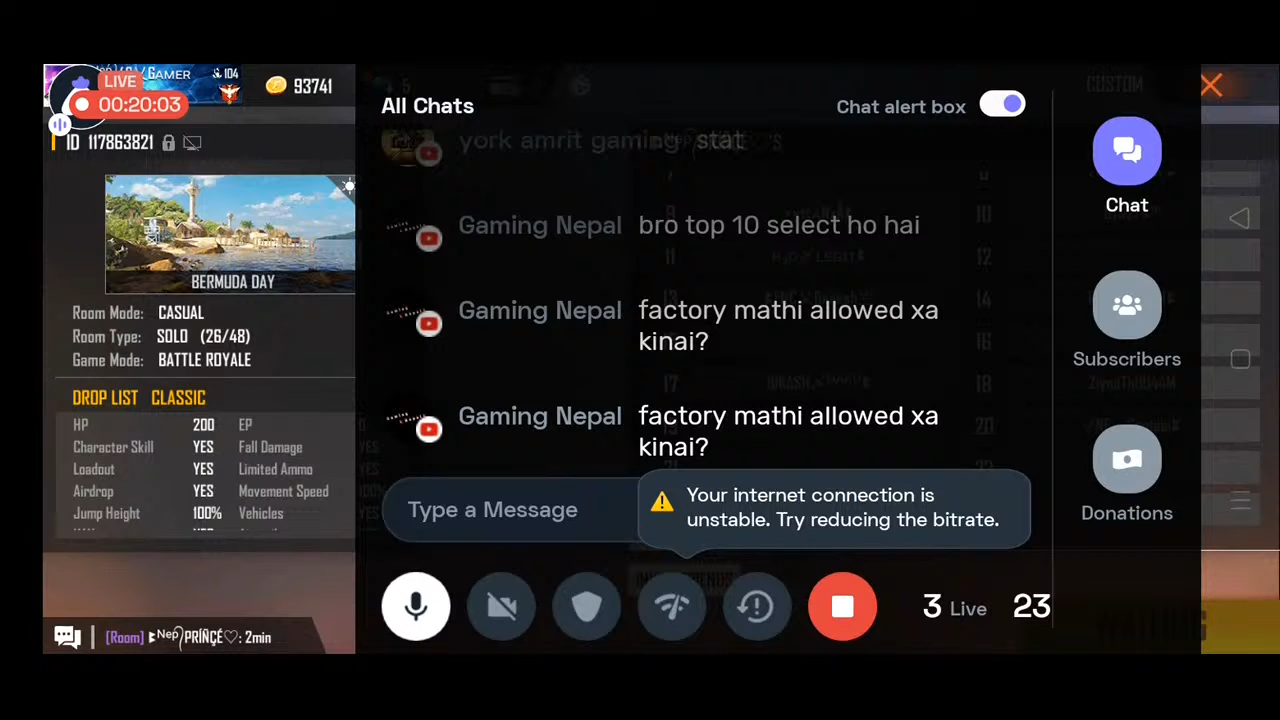 GAMER
104
93741
LIVE
00:20:03
ID 117863821
BERMUDA DAY
Room Mode: CASUAL
Room Type: SOLO (26/48)
Game Mode: BATTLE ROYALE
DROP LIST CLASSIC
HP 200 EP
Character Skill YES Fall Damage
Loadout YES Limited Ammo
Airdrop YES Movement Speed
Jump Height 100% Vehicles
[Room] Nep PRÍÑÇÉ♡: 2min
All Chats
Chat alert box
york amrit gaming stat
Gaming Nepal bro top 10 select ho hai
Gaming Nepal factory mathi allowed xa
kinai?
Gaming Nepal factory mathi allowed xa
kinai?
Type a Message
Your internet connection is
unstable. Try reducing the bitrate.
3 Live 23
CUSTOM
Chat
Subscribers
Donations